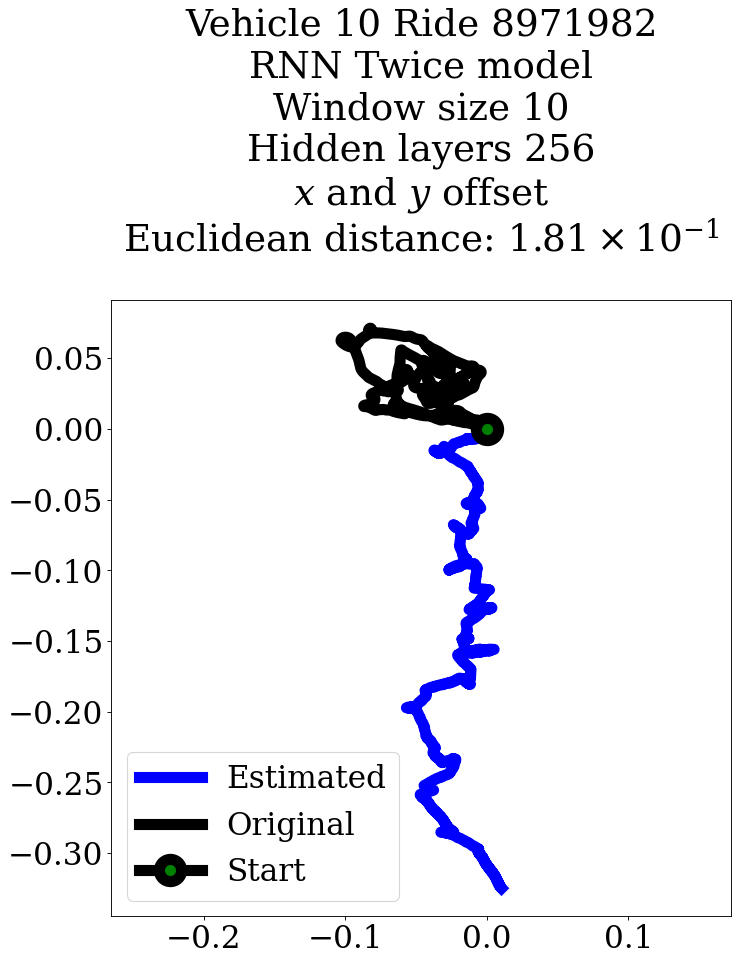 Vehicle 10 Ride 8971982
RNN Twice model
Window size 10
Hidden layers 256
x and y offset
Euclidean distance: 1.81 × 10⁻¹
0.05
0.00
−0.05
−0.10
−0.15
−0.20
−0.25
−0.30
Estimated
Original
Start
−0.2 −0.1 0.0 0.1